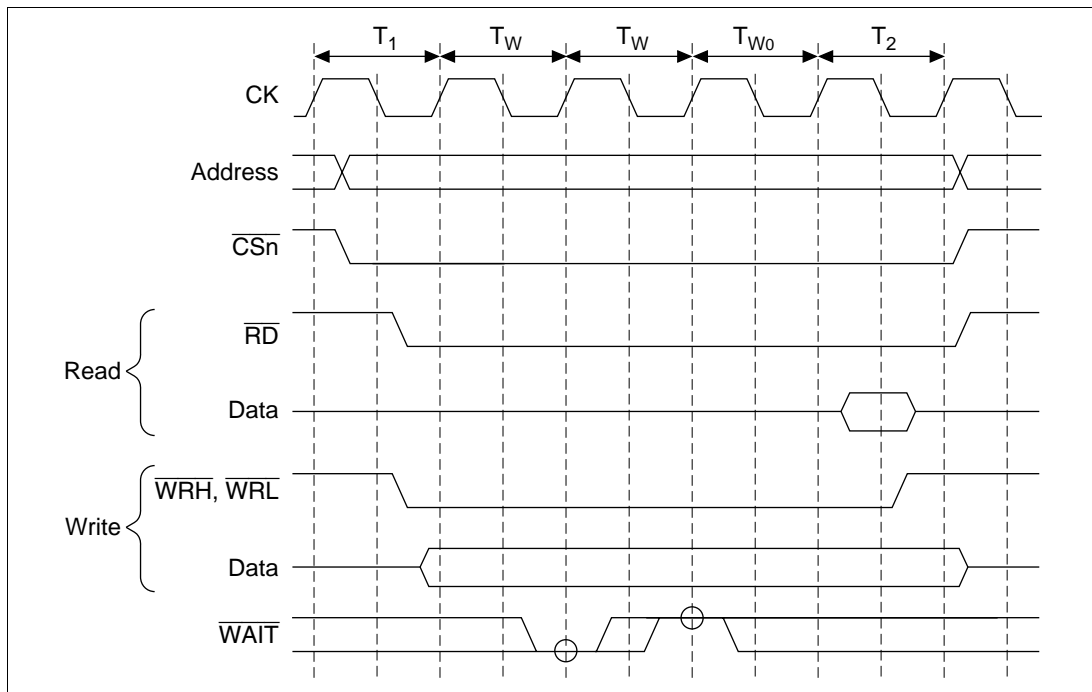 T1 TW TW TW0 T2
CK
Address
CSn
RD
Read
Data
WRH, WRL
Write
Data
WAIT